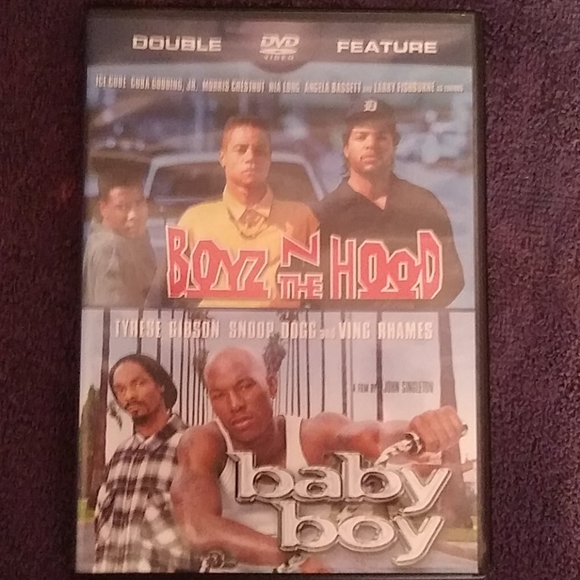 DOUBLE DVD VIDEO FEATURE
ICE CUBE CUBA GOODING, JR. MORRIS CHESTNUT NIA LONG ANGELA BASSETT AND LARRY FISHBURNE AS FURIOUS
D
BOYZ N THE HOOD
TYRESE GIBSON SNOOP DOGG AND VING RHAMES
A FILM BY JOHN SINGLETON
baby
boy